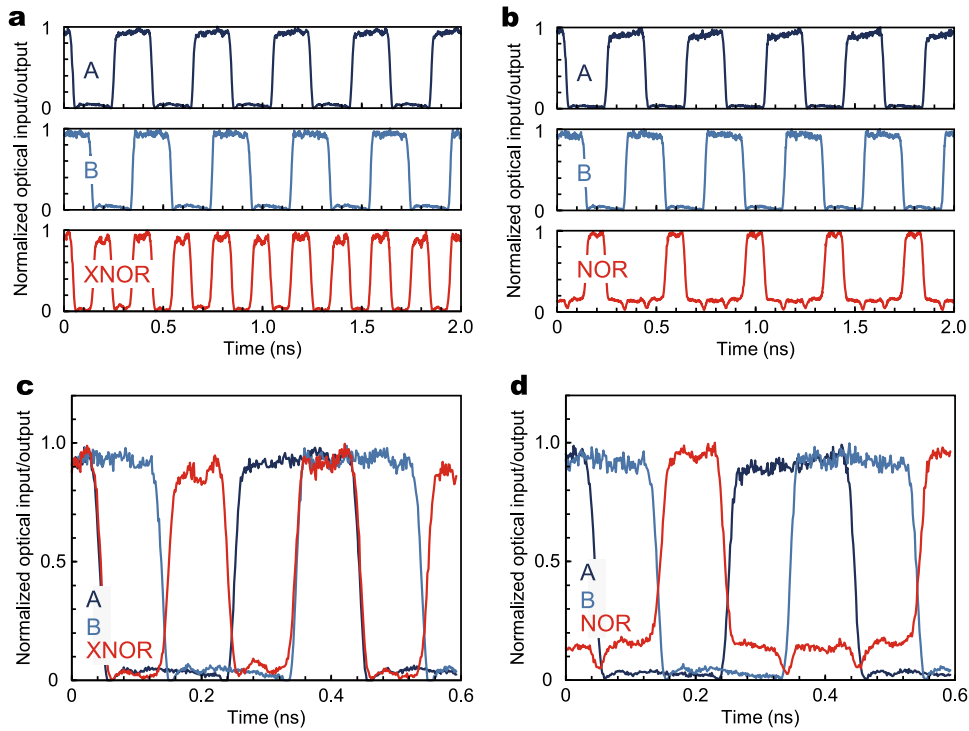 a
Normalized optical input/output
1
A
0
1
B
0
1
XNOR
0
0 0.5 1.0 1.5 2.0
Time (ns)
b
Normalized optical input/output
1
A
0
1
B
0
1
NOR
0
0 0.5 1.0 1.5 2.0
Time (ns)
c
Normalized optical input/output
1.0
0.5
A
B
XNOR
0
0 0.2 0.4 0.6
Time (ns)
d
Normalized optical input/output
1.0
0.5
A
B
NOR
0
0 0.2 0.4 0.6
Time (ns)